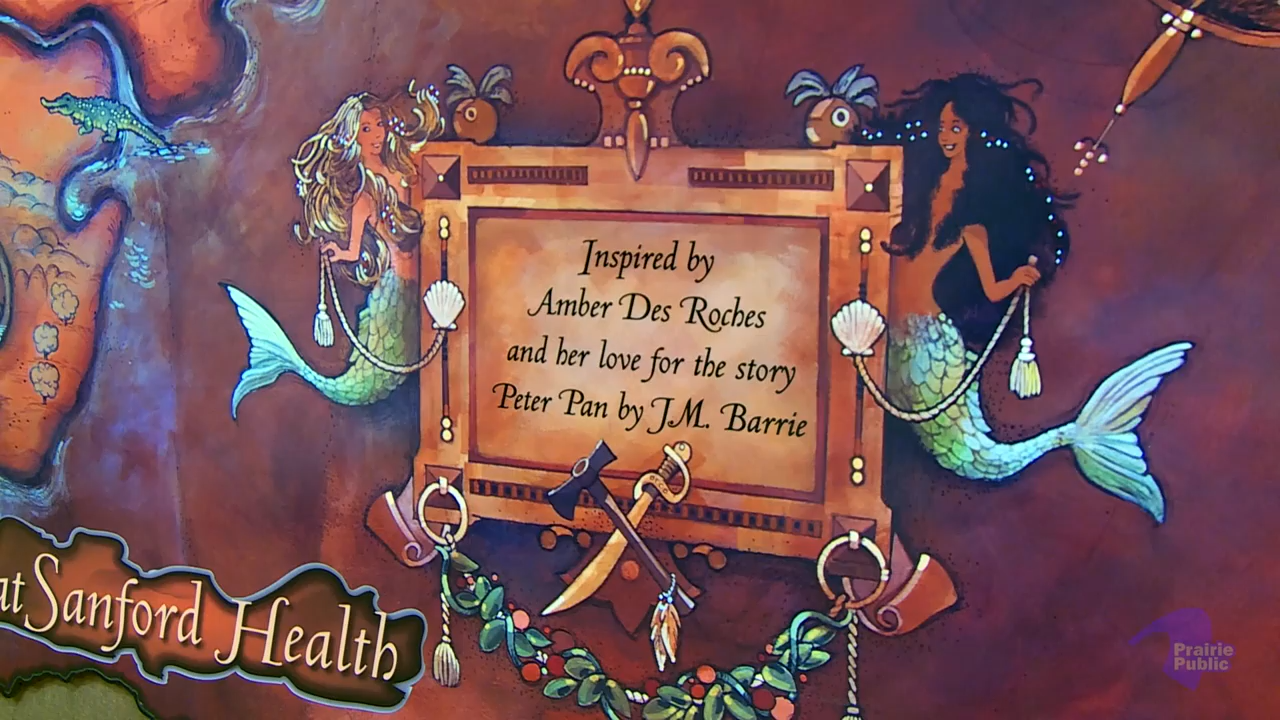 Inspired by
Amber Des Roches
and her love for the story
Peter Pan by J.M. Barrie
at Sanford Health
Prairie
Public